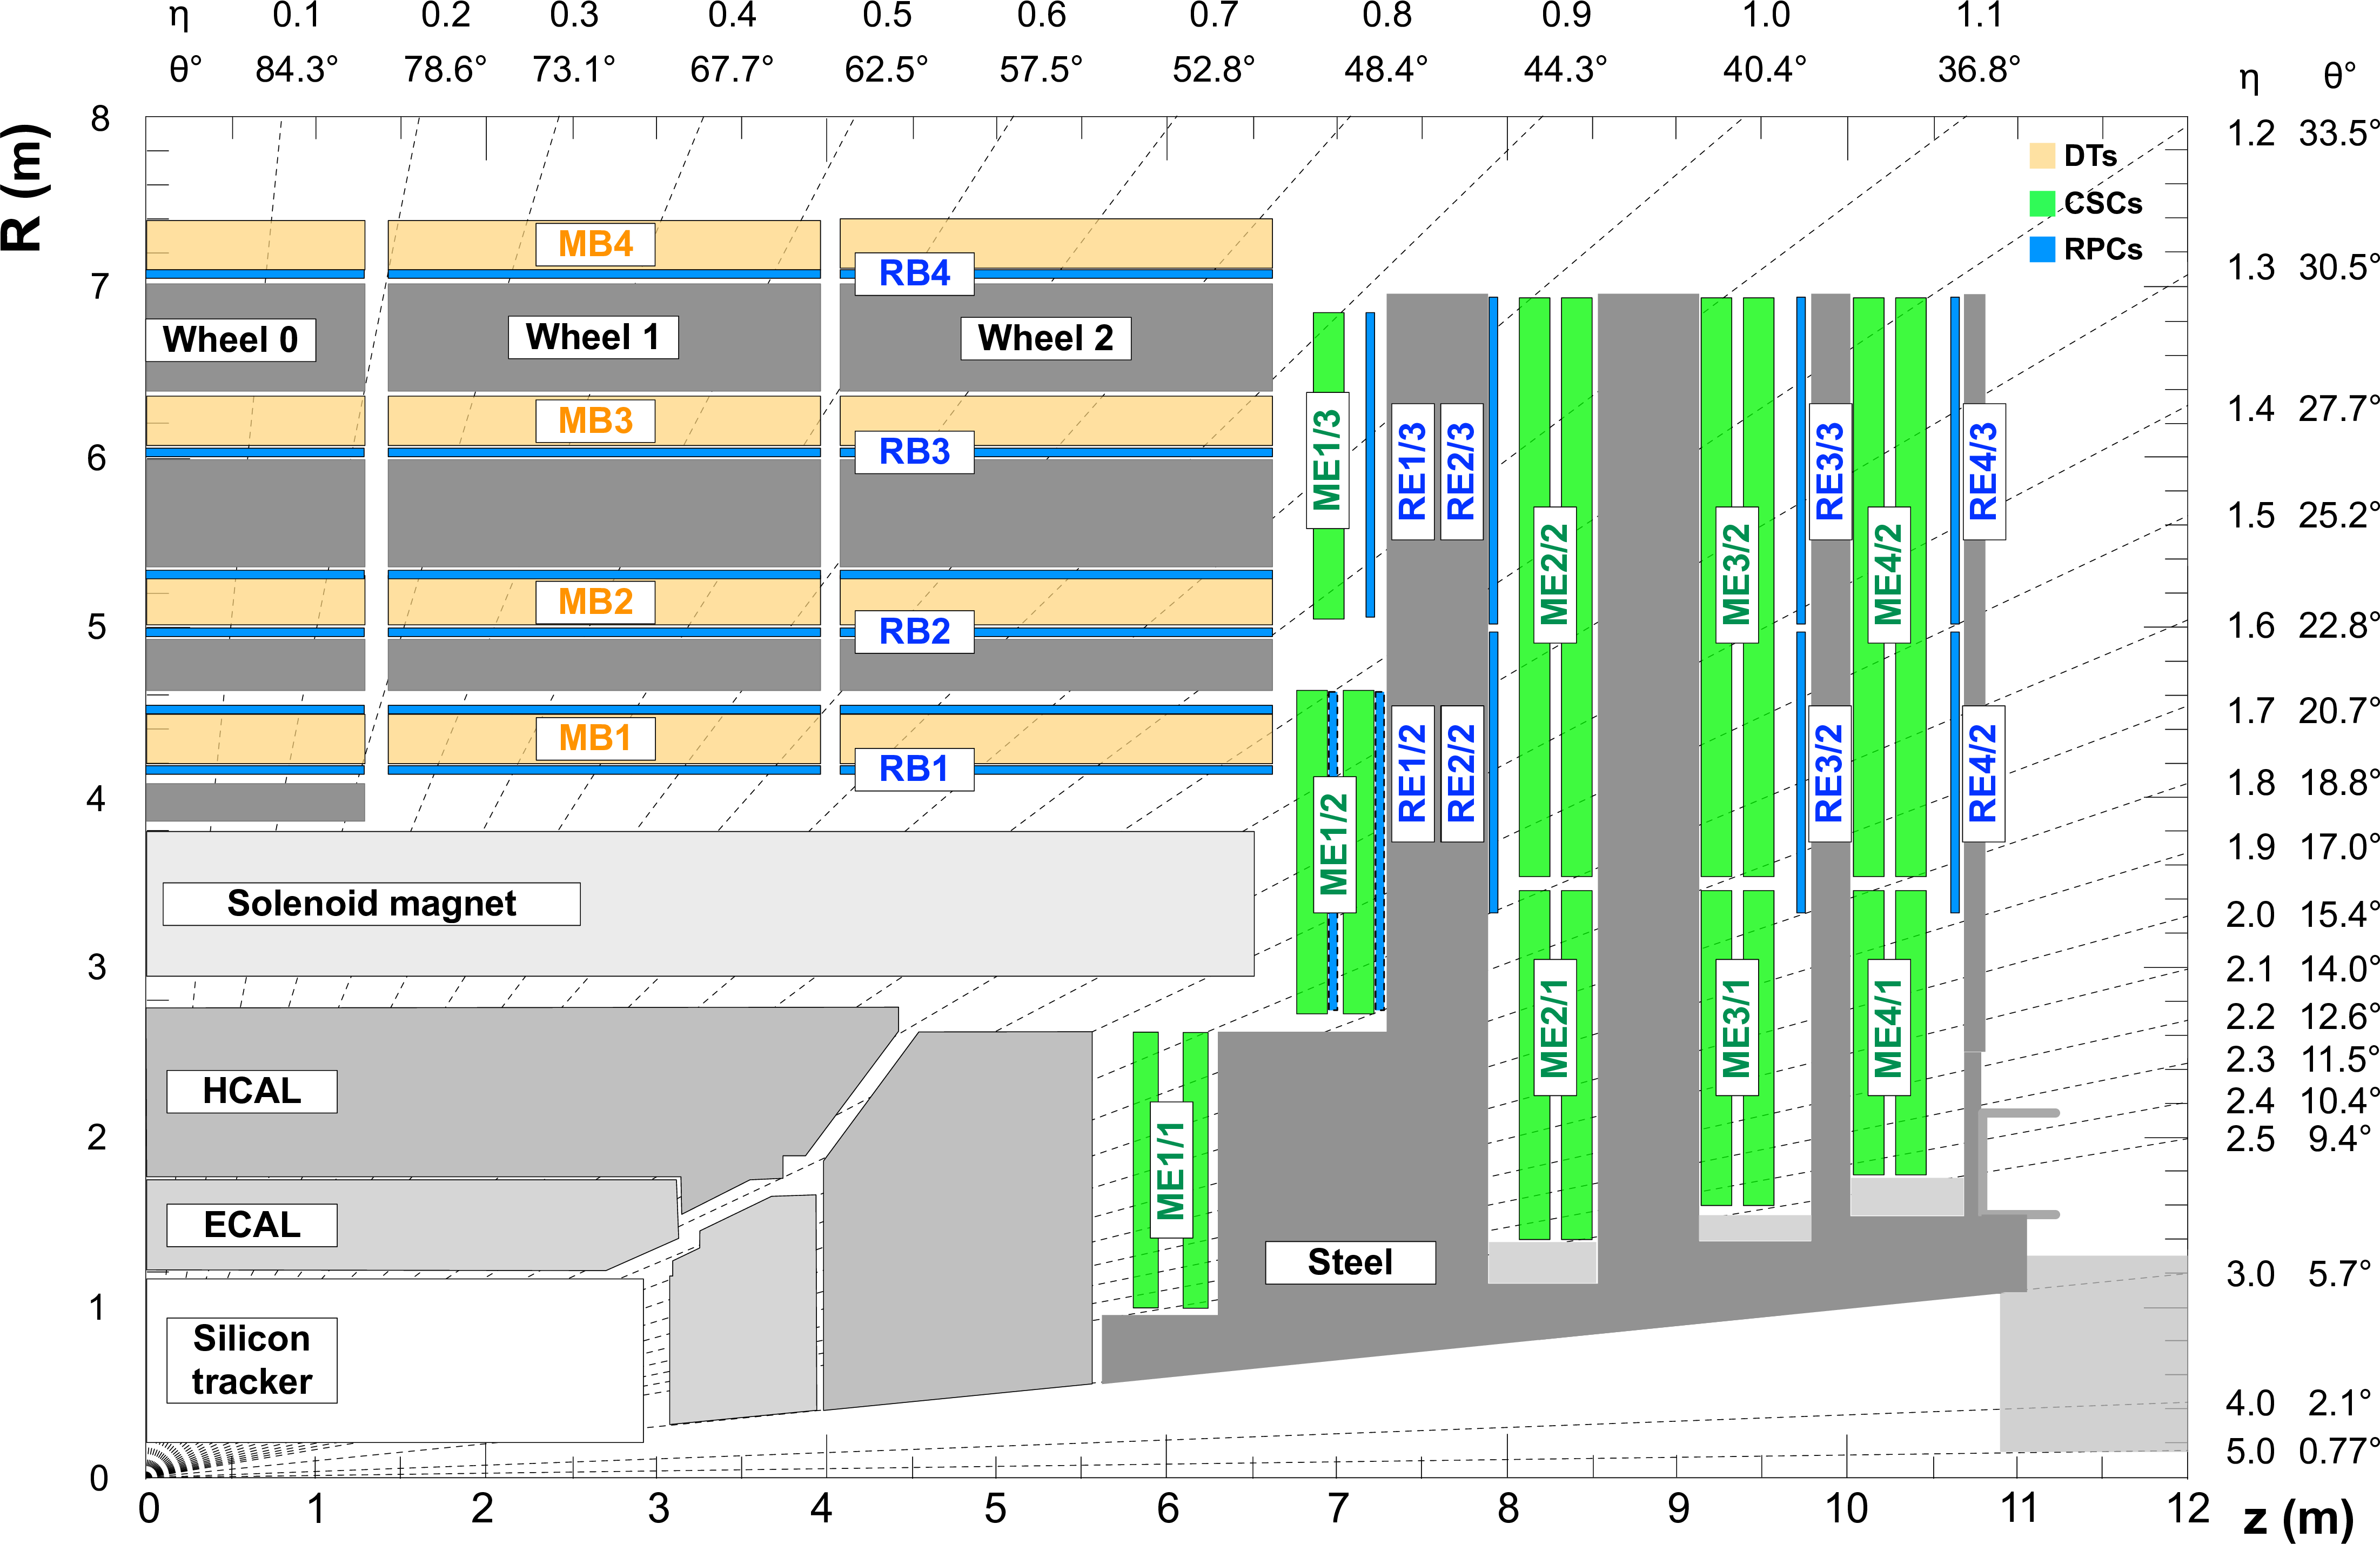 η 0.1 0.2 0.3 0.4 0.5 0.6 0.7 0.8 0.9 1.0 1.1
θ° 84.3° 78.6° 73.1° 67.7° 62.5° 57.5° 52.8° 48.4° 44.3° 40.4° 36.8°
η θ°
R (m)
8
7
6
5
4
3
2
1
0
1.2 33.5°
1.3 30.5°
1.4 27.7°
1.5 25.2°
1.6 22.8°
1.7 20.7°
1.8 18.8°
1.9 17.0°
2.0 15.4°
2.1 14.0°
2.2 12.6°
2.3 11.5°
2.4 10.4°
2.5 9.4°
3.0 5.7°
4.0 2.1°
5.0 0.77°
DTs
CSCs
RPCs
MB4
RB4
Wheel 0
Wheel 1
Wheel 2
MB3
RB3
MB2
RB2
MB1
RB1
ME1/3
RE1/3
RE2/3
ME2/2
ME3/2
RE3/3
ME4/2
RE4/3
ME1/2
RE1/2
RE2/2
RE3/2
RE4/2
Solenoid magnet
HCAL
ECAL
Silicon
tracker
ME1/1
ME2/1
ME3/1
ME4/1
Steel
0 1 2 3 4 5 6 7 8 9 10 11 12
z (m)